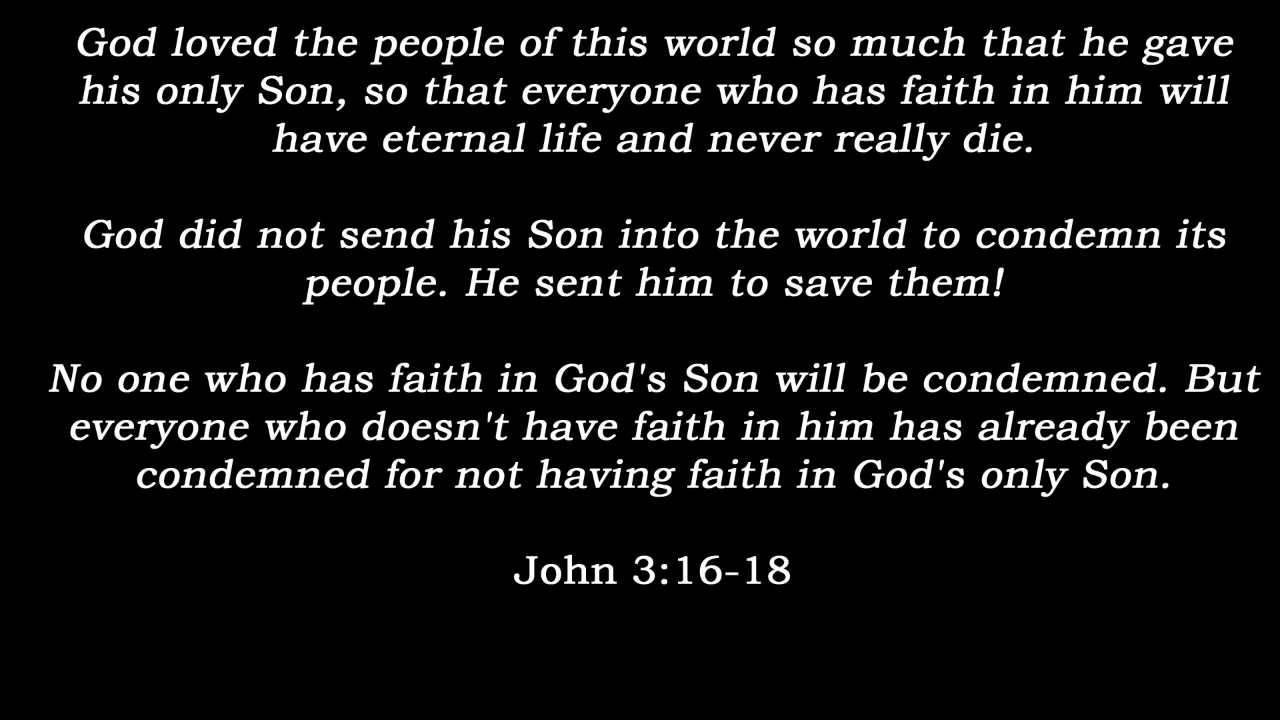 God loved the people of this world so much that he gave
his only Son, so that everyone who has faith in him will
have eternal life and never really die.
God did not send his Son into the world to condemn its
people. He sent him to save them!
No one who has faith in God's Son will be condemned. But
everyone who doesn't have faith in him has already been
condemned for not having faith in God's only Son.
John 3:16-18